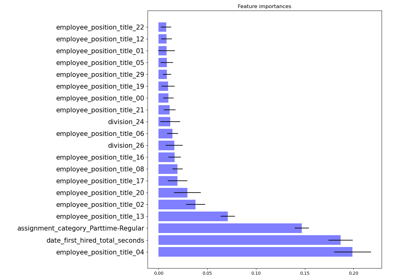 Feature importances
employee_position_title_22
employee_position_title_12
employee_position_title_01
employee_position_title_05
employee_position_title_29
employee_position_title_19
employee_position_title_00
employee_position_title_21
division_24
employee_position_title_06
division_26
employee_position_title_16
employee_position_title_08
employee_position_title_17
employee_position_title_20
employee_position_title_02
employee_position_title_13
assignment_category_Parttime-Regular
date_first_hired_total_seconds
employee_position_title_04
0.00 0.05 0.10 0.15 0.20